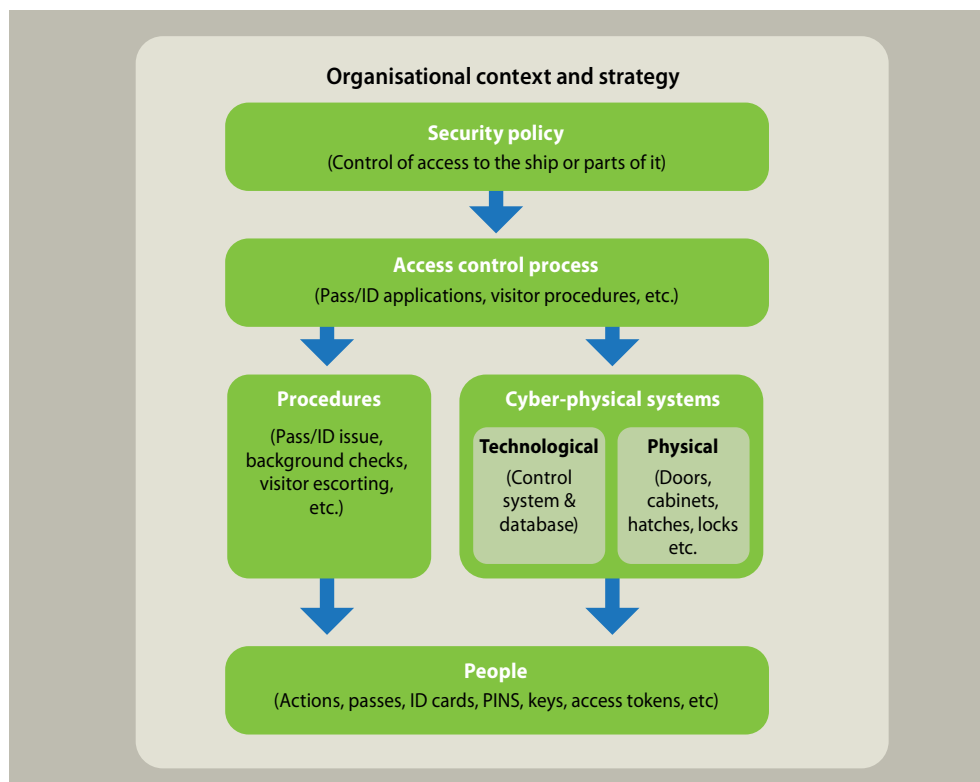 Organisational context and strategy
Security policy
(Control of access to the ship or parts of it)
Access control process
(Pass/ID applications, visitor procedures, etc.)
Procedures
(Pass/ID issue,
background checks,
visitor escorting,
etc.)
Cyber-physical systems
Technological
(Control
system &
database)
Physical
(Doors,
cabinets,
hatches, locks
etc.
People
(Actions, passes, ID cards, PINS, keys, access tokens, etc)